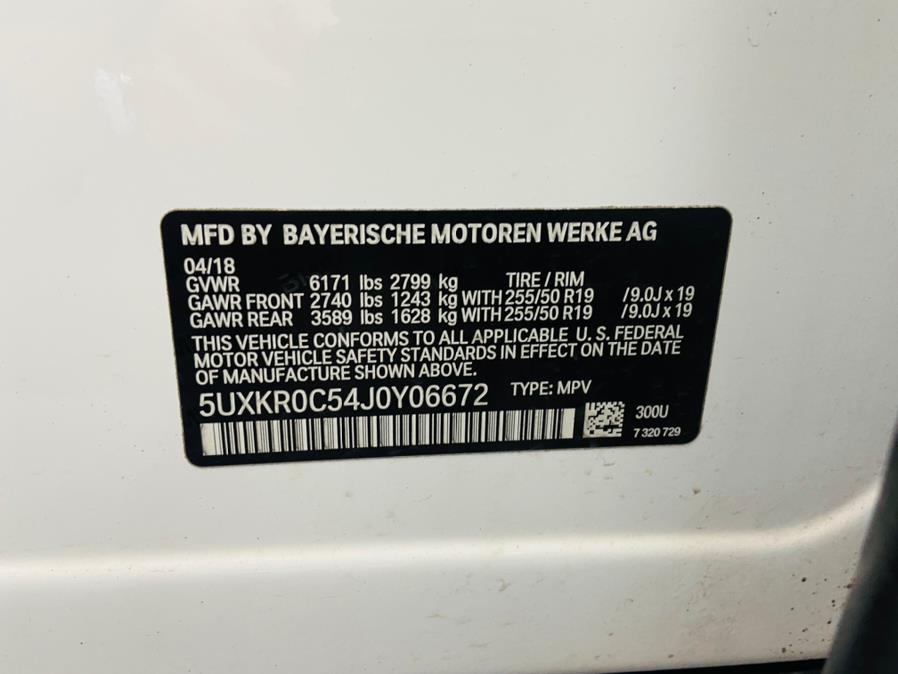 MFD BY BAYERISCHE MOTOREN WERKE AG
04/18
GVWR 6171 lbs 2799 kg TIRE / RIM
GAWR FRONT 2740 lbs 1243 kg WITH 255/50 R19 /9.0J x 19
GAWR REAR 3589 lbs 1628 kg WITH 255/50 R19 /9.0J x 19
THIS VEHICLE CONFORMS TO ALL APPLICABLE U.S. FEDERAL
MOTOR VEHICLE SAFETY STANDARDS IN EFFECT ON THE DATE
OF MANUFACTURE SHOWN ABOVE.
5UXKR0C54J0Y06672 TYPE: MPV
300U
7 320 729